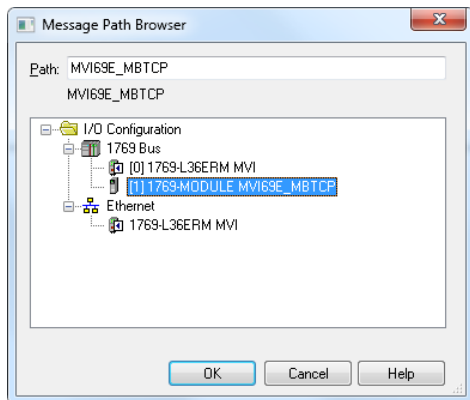 Message Path Browser
Path: MVI69E_MBTCP
MVI69E_MBTCP
I/O Configuration
1769 Bus
[0] 1769-L36ERM MVI
[1] 1769-MODULE MVI69E_MBTCP
Ethernet
1769-L36ERM MVI
OK Cancel Help